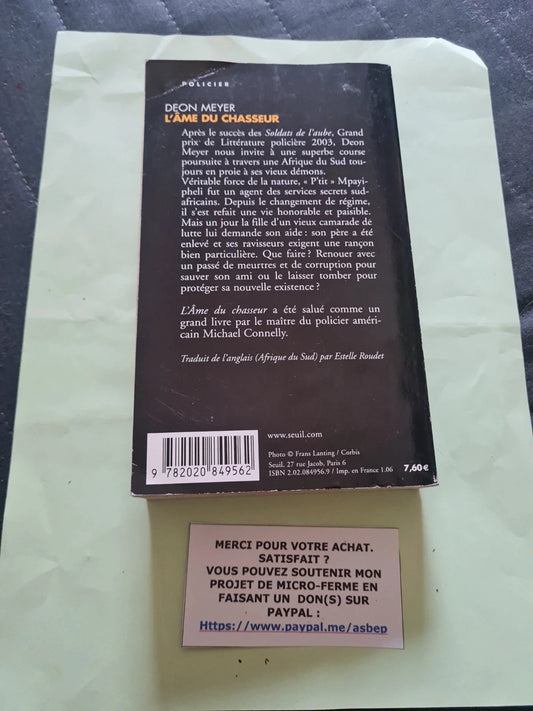 POLICIER
DEON MEYER
L'ÂME DU CHASSEUR
Après le succès des Soldats de l'aube, Grand
prix de Littérature policière 2003, Deon
Meyer nous invite à une superbe course
poursuite à travers une Afrique du Sud tou-
jours en proie à ses vieux démons.
Véritable force de la nature, « P'tit » Mpayi-
pheli fut un agent des services secrets sud-
africains. Depuis le changement de régime,
il s'est refait une vie honorable et paisible.
Mais un jour la fille d'un vieux camarade de
lutte lui demande son aide : son père a été
enlevé et ses ravisseurs exigent une rançon
bien particulière. Que faire ? Renouer avec
un passé de meurtres et de corruption pour
sauver son ami ou le laisser tomber pour
protéger sa nouvelle existence ?
L'Âme du chasseur a été salué comme un
grand livre par le maître du policier améri-
cain Michael Connelly.
Traduit de l'anglais (Afrique du Sud) par Estelle Roudet
www.seuil.com
Photo © Frans Lanting / Corbis
Seuil, 27 rue Jacob, Paris 6
ISBN 2.02.084956.9 / Imp. en France 1.06
7,60€
9 782020 849562
MERCI POUR VOTRE ACHAT.
SATISFAIT ?
VOUS POUVEZ SOUTENIR MON
PROJET DE MICRO-FERME EN
FAISANT UN DON(S) SUR
PAYPAL :
Https://www.paypal.me/asbep